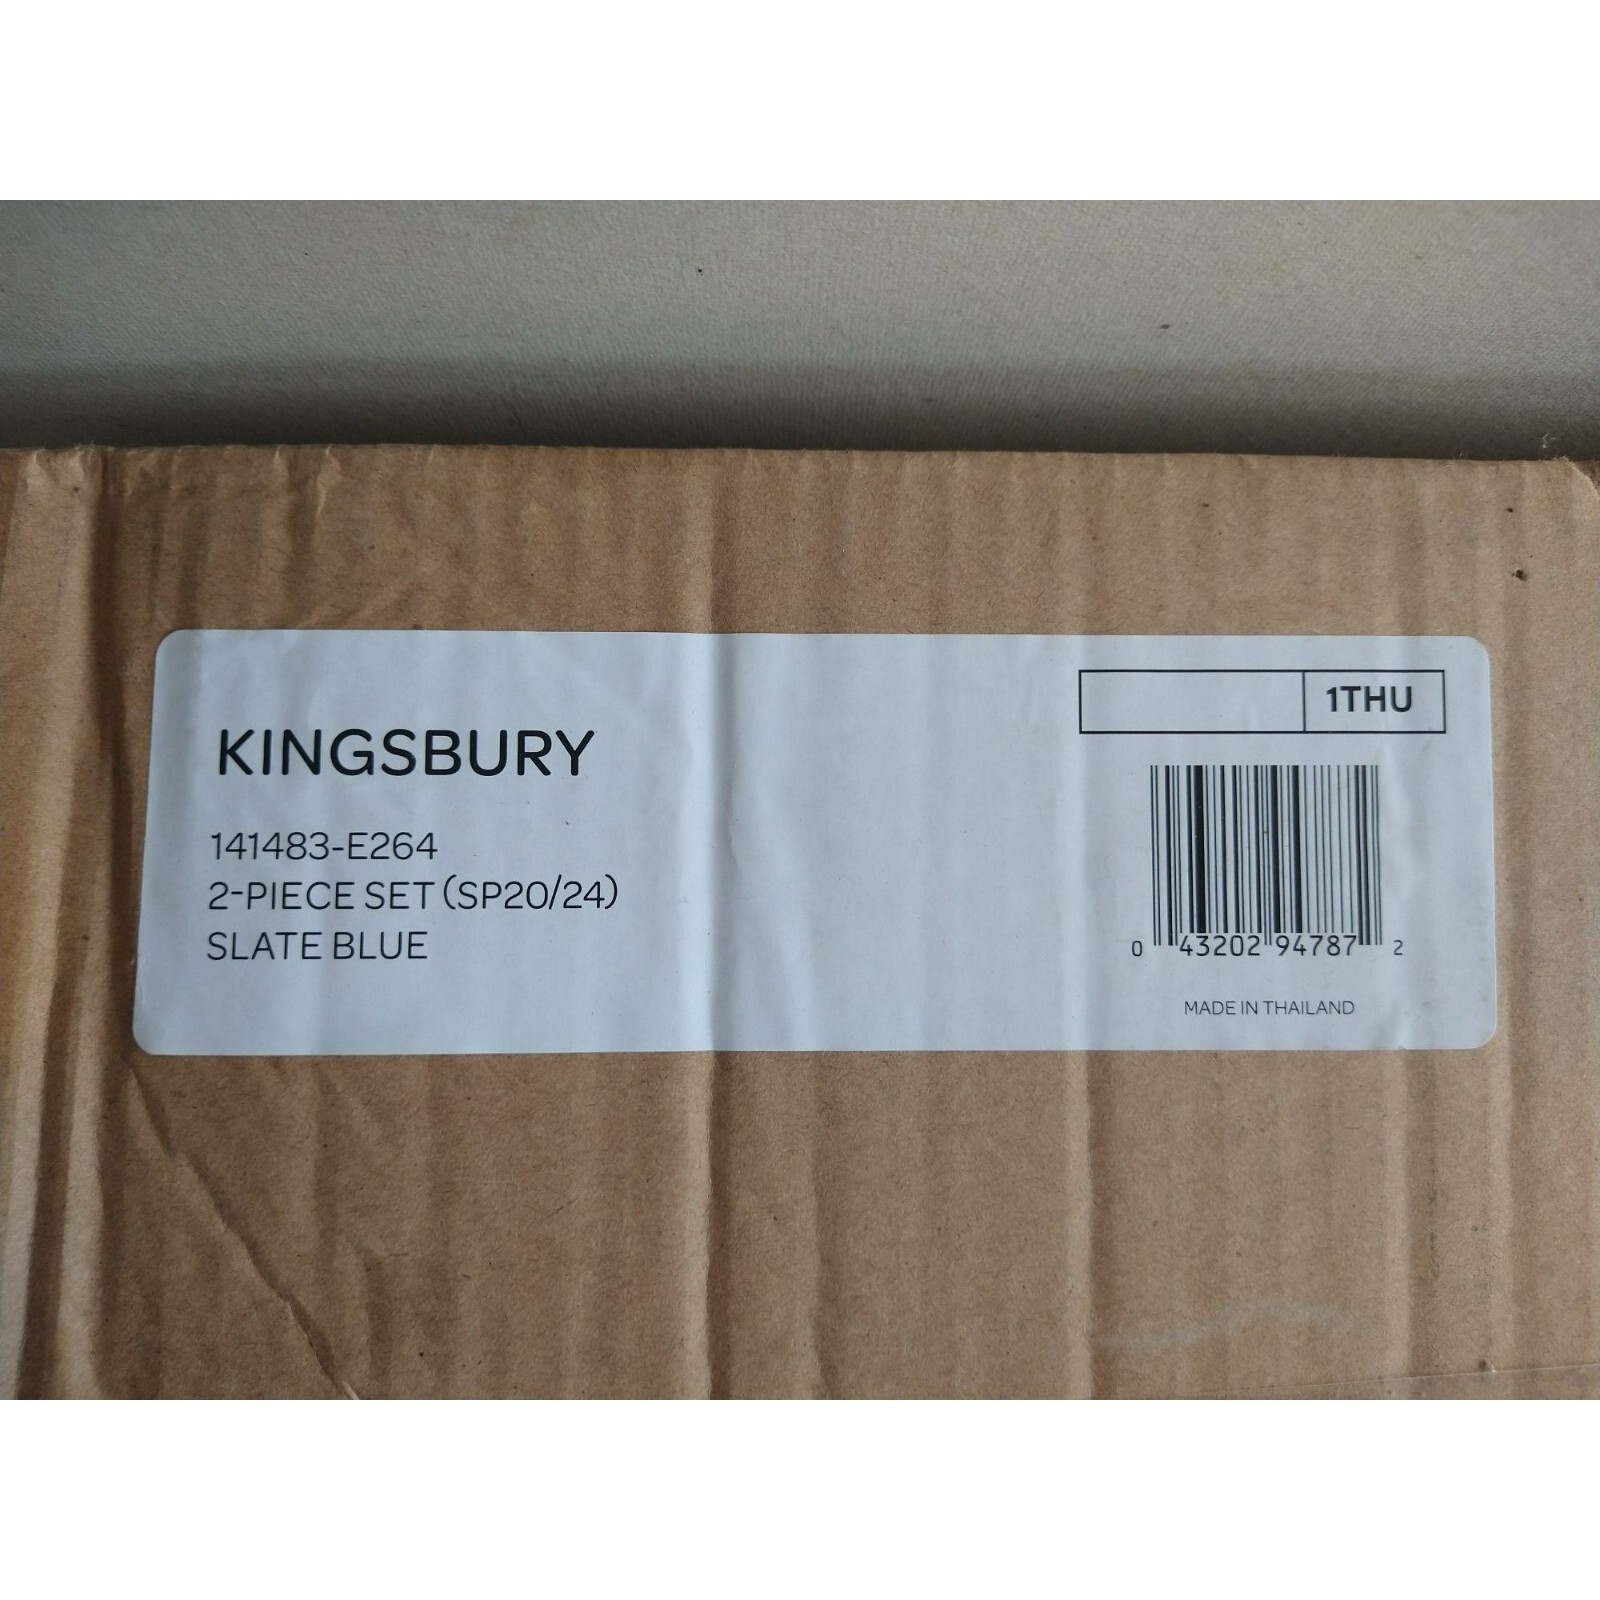 1THU
KINGSBURY
141483-E264
2-PIECE SET (SP20/24)
SLATE BLUE
0 43202 94787 2
MADE IN THAILAND